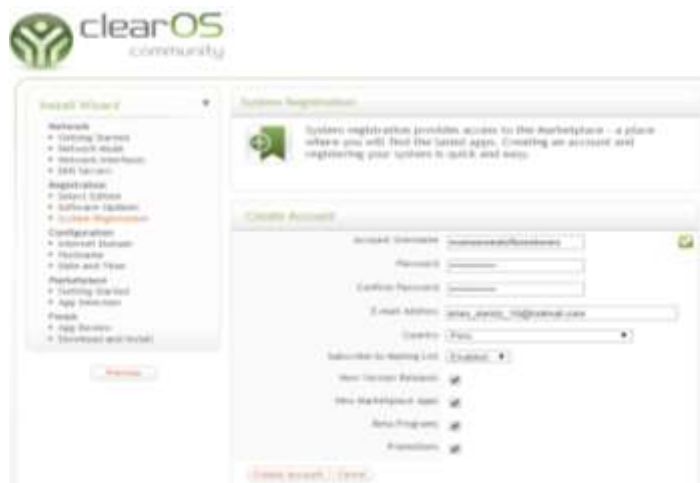 clearOS
community
Install Wizard
Network
Getting Started
Network Mode
Network Interfaces
DNS Servers
Registration
Select Edition
Software Updates
System Registration
Configuration
Internet Domain
Hostname
Date and Time
Marketplace
Getting Started
App Selection
Finish
App Review
Download and Install
Previous
System Registration
System registration provides access to the Marketplace - a place
where you will find the latest apps. Creating an account and
registering your system is quick and easy.
Create Account
Account Username
Password
Confirm Password
E-mail Address
Country Peru
Subscribe to Mailing List Enabled
New Version Releases
New Marketplace Apps
Beta Programs
Promotions
Create Account Cancel